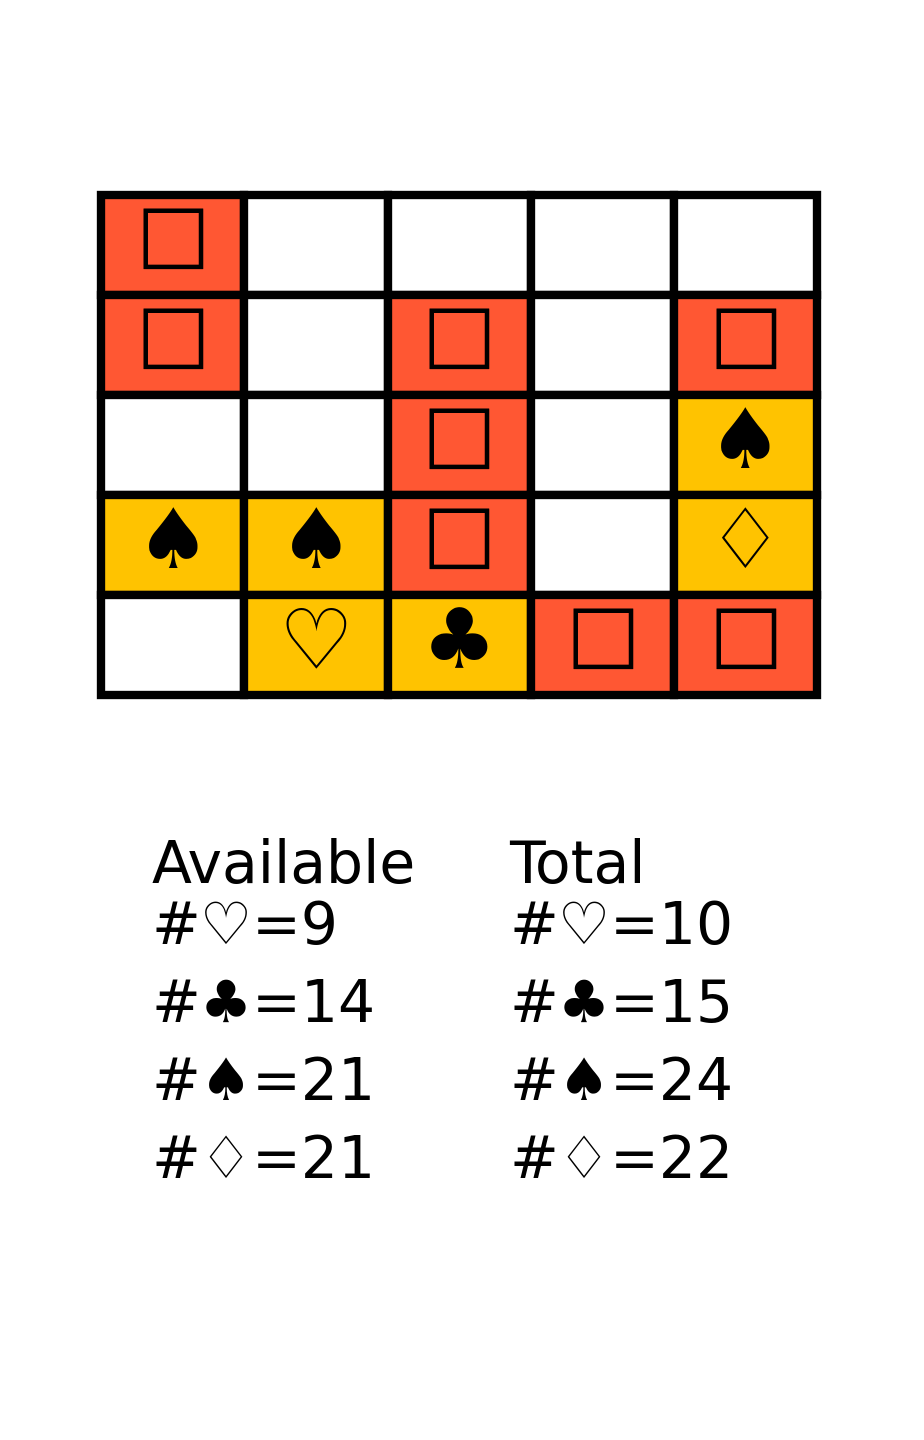 □
□ □ □
□ ♠
♠ ♠ □ ♢
♡ ♣ □ □
Available Total
#♡=9 #♡=10
#♣=14 #♣=15
#♠=21 #♠=24
#♢=21 #♢=22